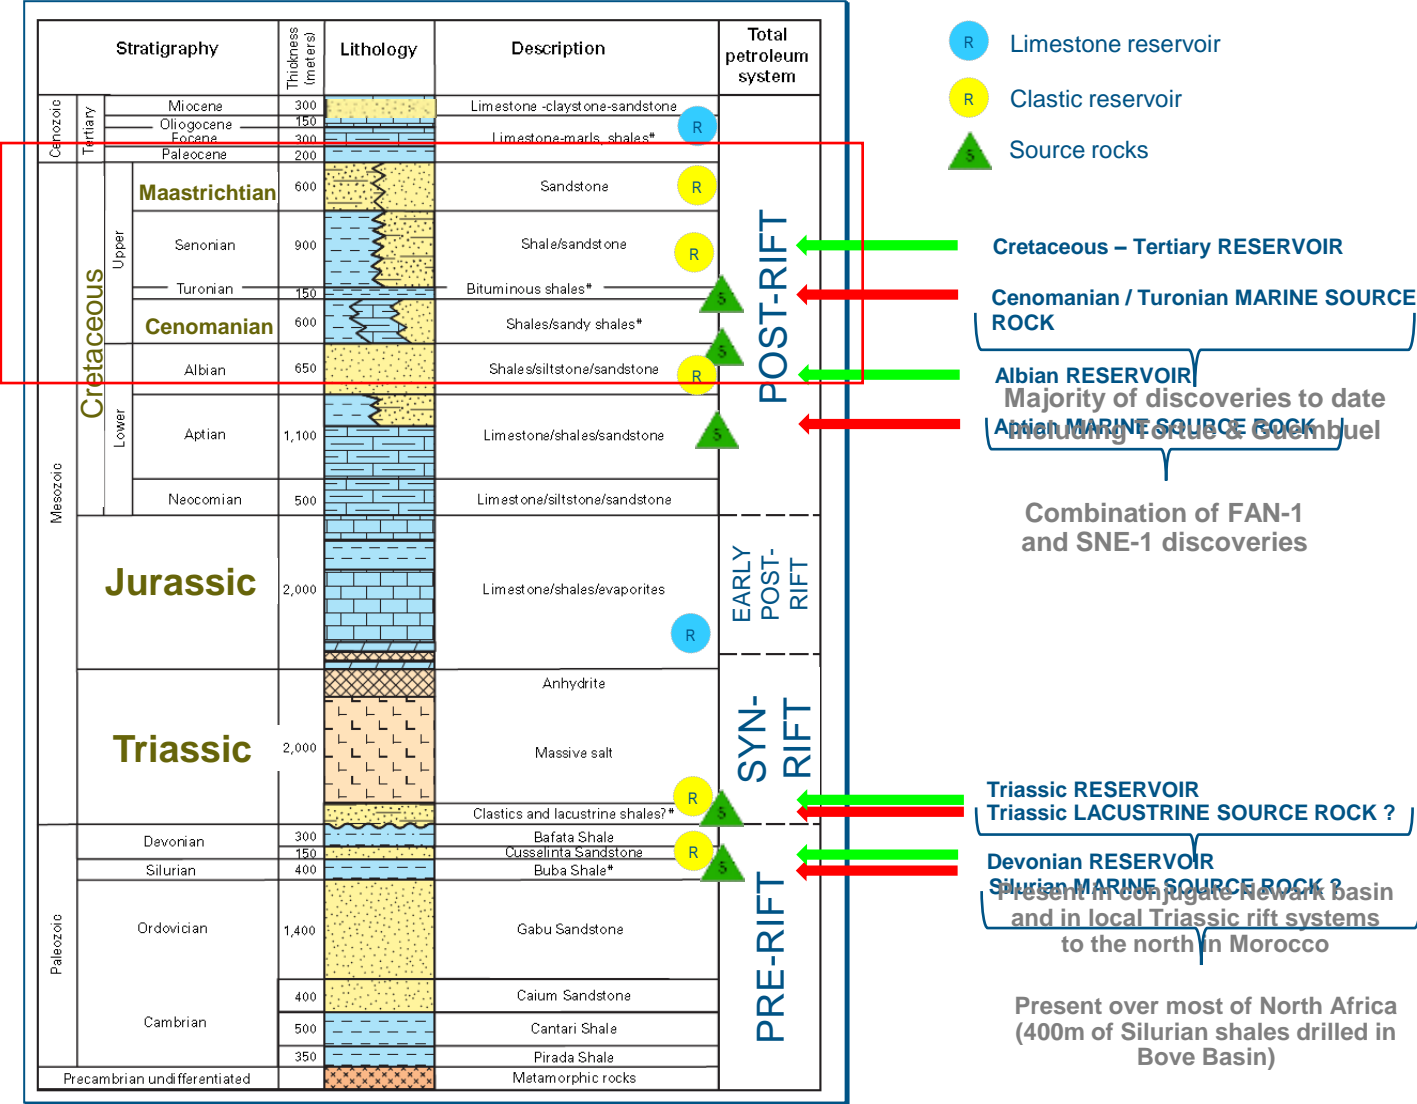 Stratigraphy
Thickness
(meters)
Lithology
Description
Total
petroleum
system
Cenozoic
Tertiary
Miocene
300
Limestone -claystone-sandstone
Oliogocene
150
Eocene
300
Limestone-marls, shales*
R
Paleocene
200
Mesozoic
Cretaceous
Upper
Maastrichtian
600
Sandstone
R
Senonian
900
Shale/sandstone
R
Turonian
150
Bituminous shales*
S
Cenomanian
600
Shales/sandy shales*
S
Lower
Albian
650
Shales/siltstone/sandstone
R
Aptian
1,100
Limestone/shales/sandstone
S
Neocomian
500
Limestone/siltstone/sandstone
POST-RIFT
Jurassic
2,000
Limestone/shales/evaporites
R
EARLY
POST-
RIFT
Triassic
2,000
Anhydrite
Massive salt
Clastics and lacustrine shales?*
R
S
SYN-
RIFT
Paleozoic
Devonian
300
Bafata Shale
150
Cusselinta Sandstone
R
Silurian
400
Buba Shale*
S
Ordovician
1,400
Gabu Sandstone
Cambrian
400
Caium Sandstone
500
Cantari Shale
350
Pirada Shale
PRE-RIFT
Precambrian undifferentiated
Metamorphic rocks
R
Limestone reservoir
R
Clastic reservoir
S
Source rocks
Cretaceous – Tertiary RESERVOIR
Cenomanian / Turonian MARINE SOURCE
ROCK
Albian RESERVOIR
Majority of discoveries to date
including Tortue & Guembuel
Aptian MARINE SOURCE ROCK
Combination of FAN-1
and SNE-1 discoveries
Triassic RESERVOIR
Triassic LACUSTRINE SOURCE ROCK ?
Devonian RESERVOIR
Silurian MARINE SOURCE ROCK ?
Present in conjugate Newark basin
and in local Triassic rift systems
to the north in Morocco
Present over most of North Africa
(400m of Silurian shales drilled in
Bove Basin)